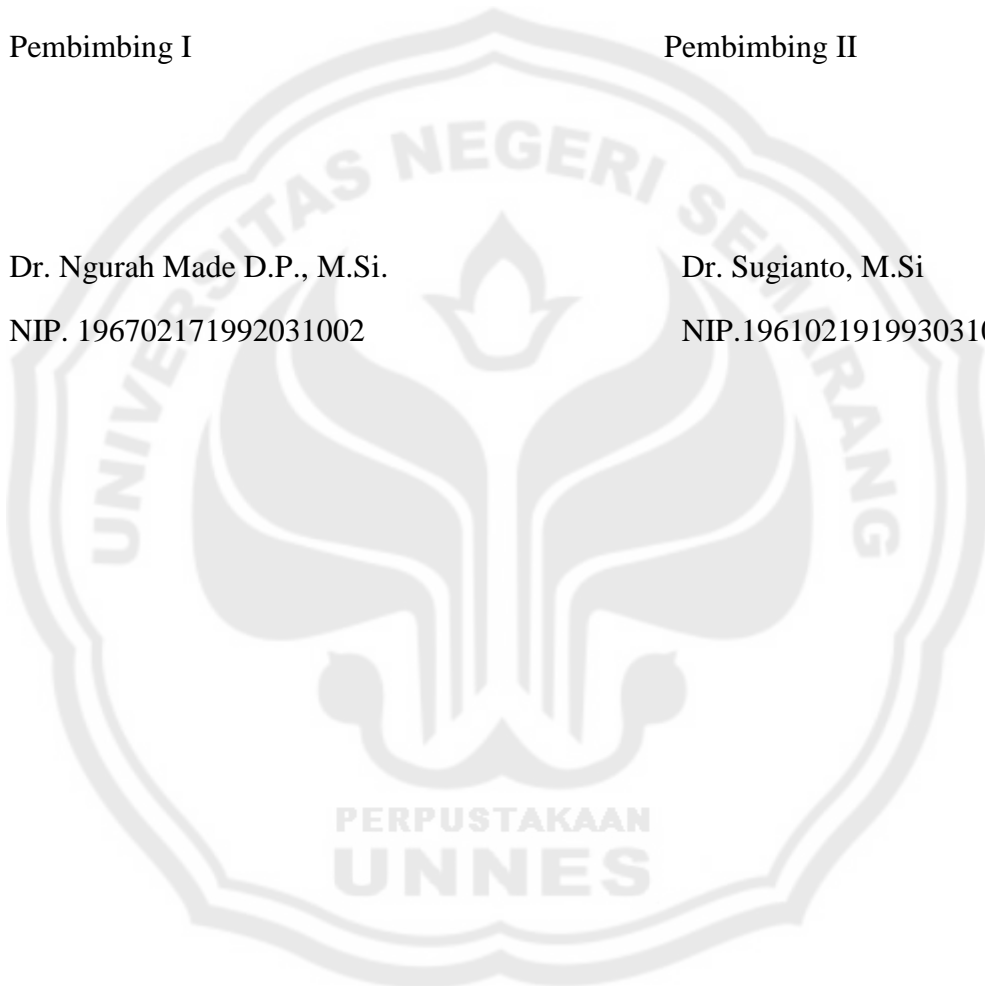 Pembimbing I Pembimbing II
UNIVERSITAS NEGERI SEMARANG
Dr. Ngurah Made D.P., M.Si. Dr. Sugianto, M.Si
NIP. 196702171992031002
PERPUSTAKAAN
UNNES